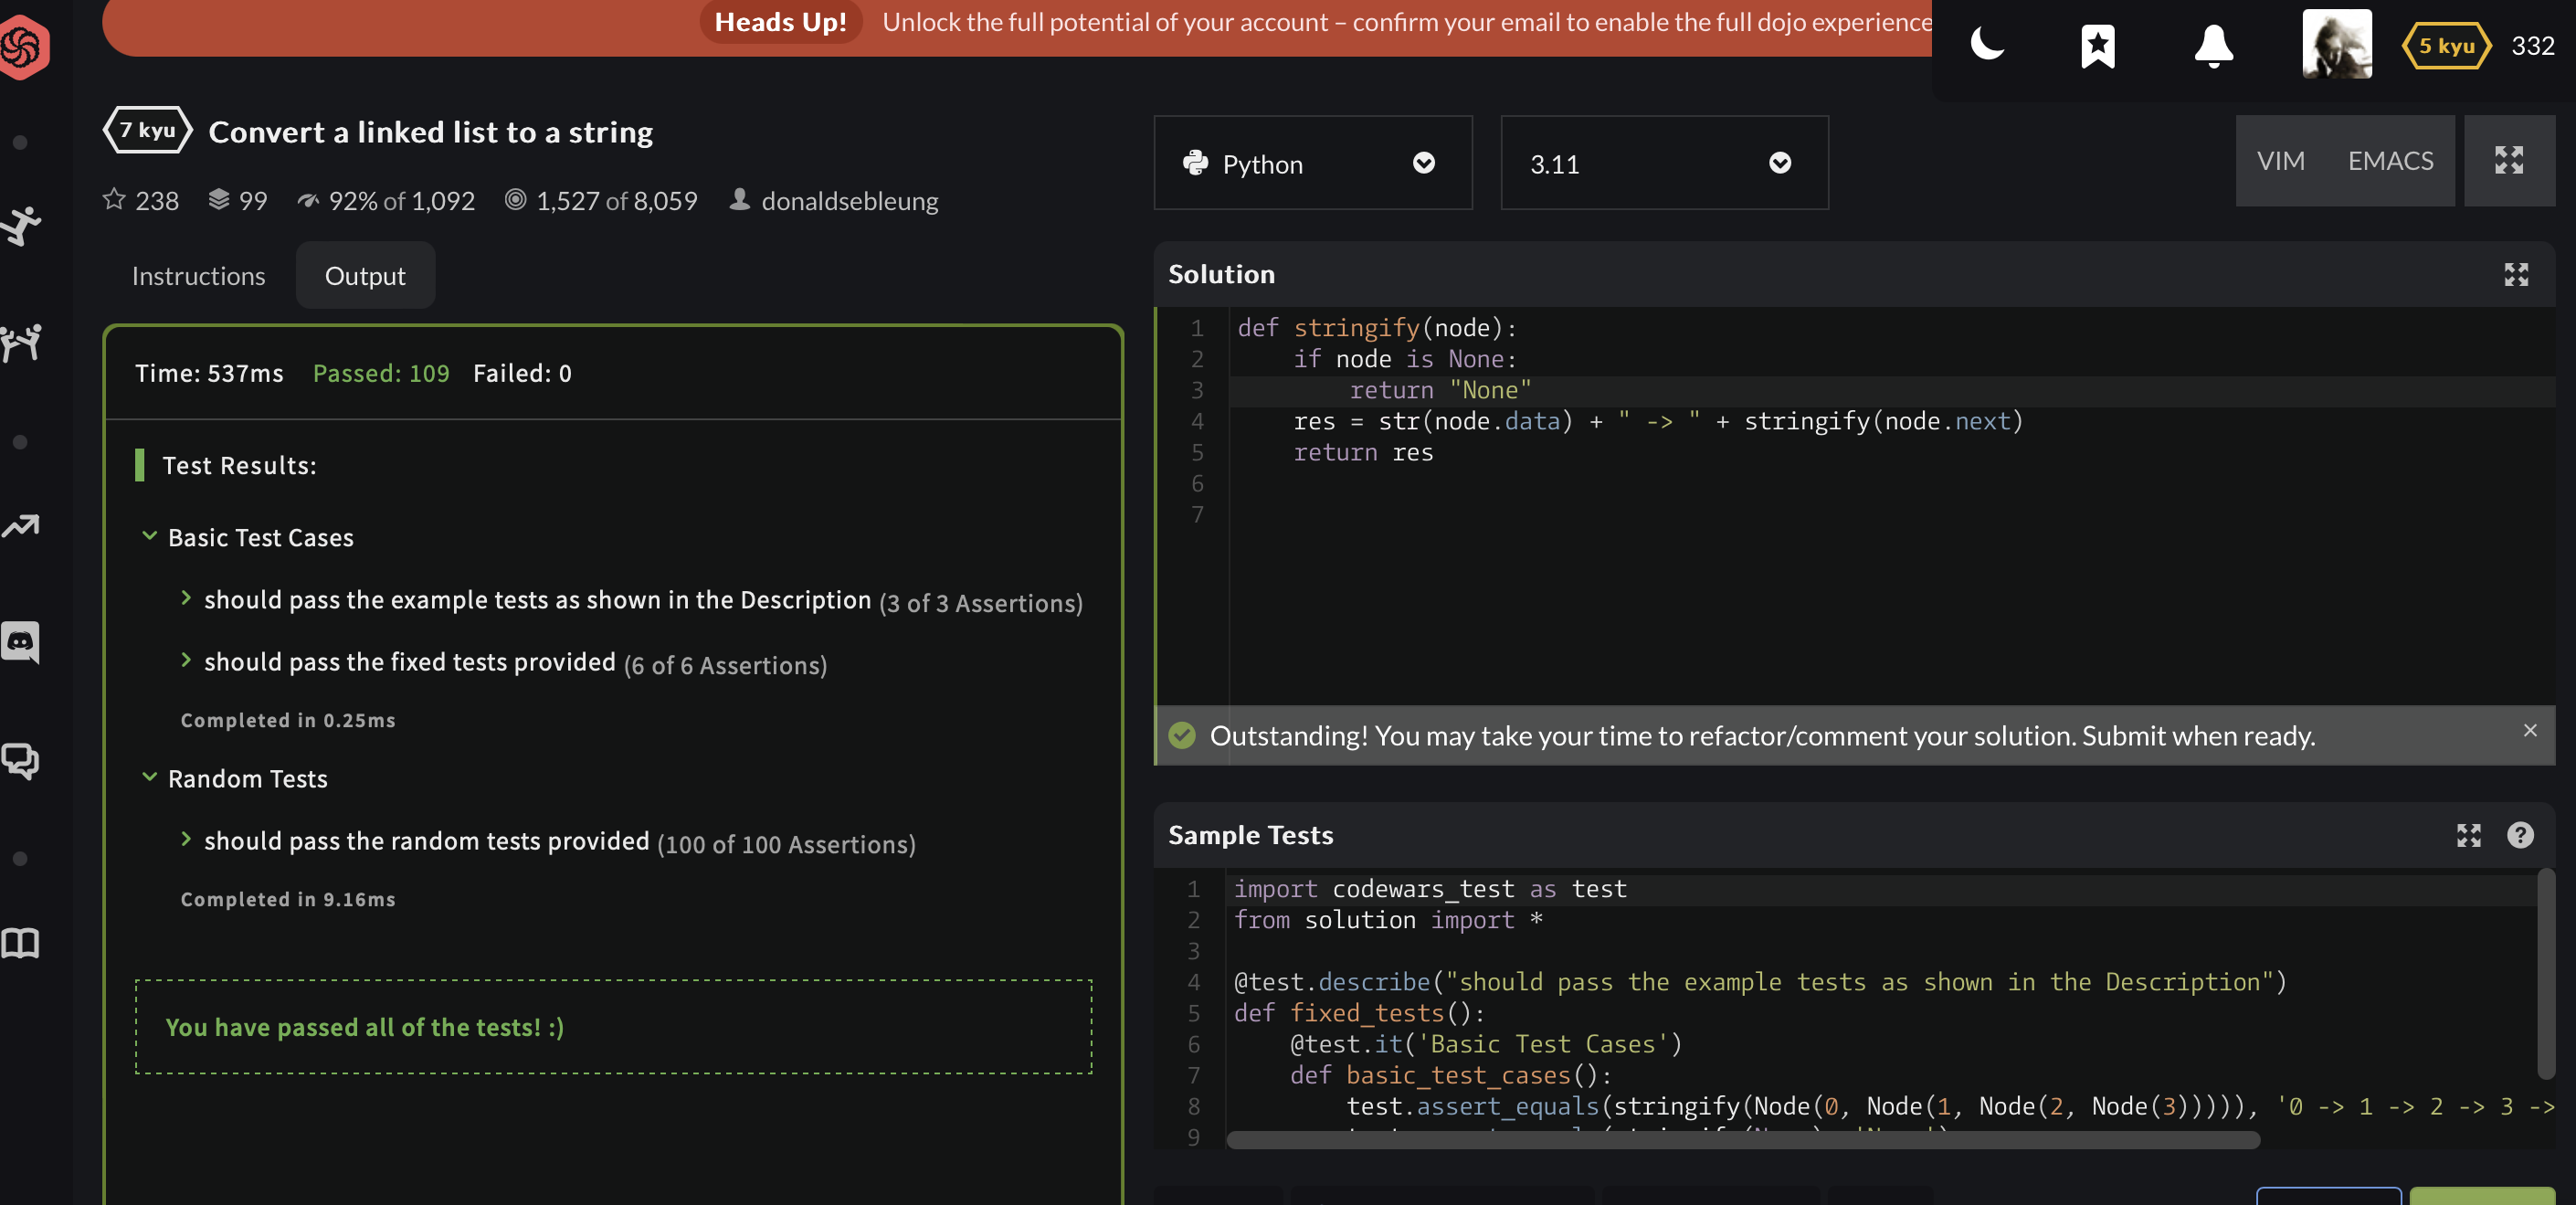 Heads Up! Unlock the full potential of your account – confirm your email to enable the full dojo experience
5 kyu 332
7 kyu Convert a linked list to a string
238 99 92% of 1,092 1,527 of 8,059 donaldsebleung
Python 3.11 VIM EMACS
Instructions Output
Time: 537ms Passed: 109 Failed: 0
Test Results:
Basic Test Cases
should pass the example tests as shown in the Description (3 of 3 Assertions)
should pass the fixed tests provided (6 of 6 Assertions)
Completed in 0.25ms
Random Tests
should pass the random tests provided (100 of 100 Assertions)
Completed in 9.16ms
You have passed all of the tests! :)
Solution
1 def stringify(node):
2     if node is None:
3         return "None"
4     res = str(node.data) + " -> " + stringify(node.next)
5     return res
6
7
Outstanding! You may take your time to refactor/comment your solution. Submit when ready.
Sample Tests
1 import codewars_test as test
2 from solution import *
3
4 @test.describe("should pass the example tests as shown in the Description")
5 def fixed_tests():
6     @test.it('Basic Test Cases')
7     def basic_test_cases():
8         test.assert_equals(stringify(Node(0, Node(1, Node(2, Node(3))))), '0 -> 1 -> 2 -> 3 ->
9